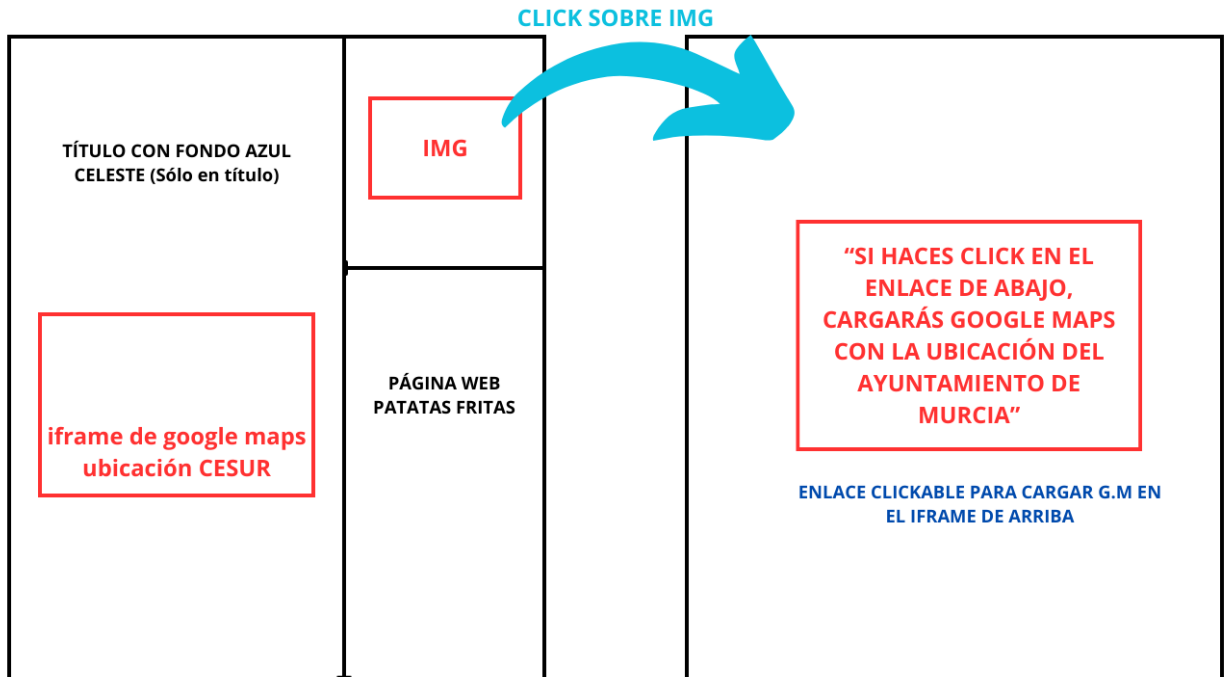 CLICK SOBRE IMG
TÍTULO CON FONDO AZUL
CELESTE (Sólo en título)
iframe de google maps
ubicación CESUR
IMG
PÁGINA WEB
PATATAS FRITAS
“SI HACES CLICK EN EL
ENLACE DE ABAJO,
CARGARÁS GOOGLE MAPS
CON LA UBICACIÓN DEL
AYUNTAMIENTO DE
MURCIA”
ENLACE CLICKABLE PARA CARGAR G.M EN
EL IFRAME DE ARRIBA